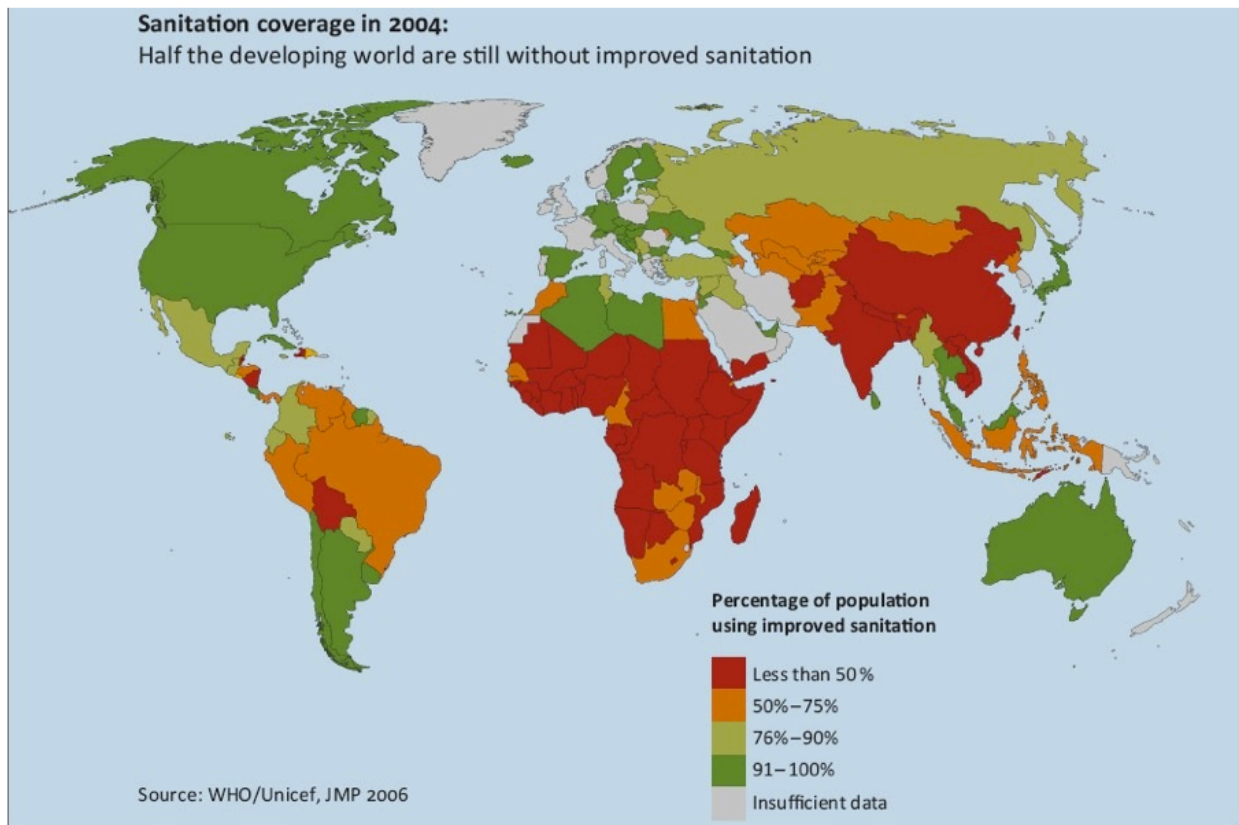 Sanitation coverage in 2004:
Half the developing world are still without improved sanitation
Percentage of population
using improved sanitation
Less than 50%
50%–75%
76%–90%
91–100%
Insufficient data
Source: WHO/Unicef, JMP 2006